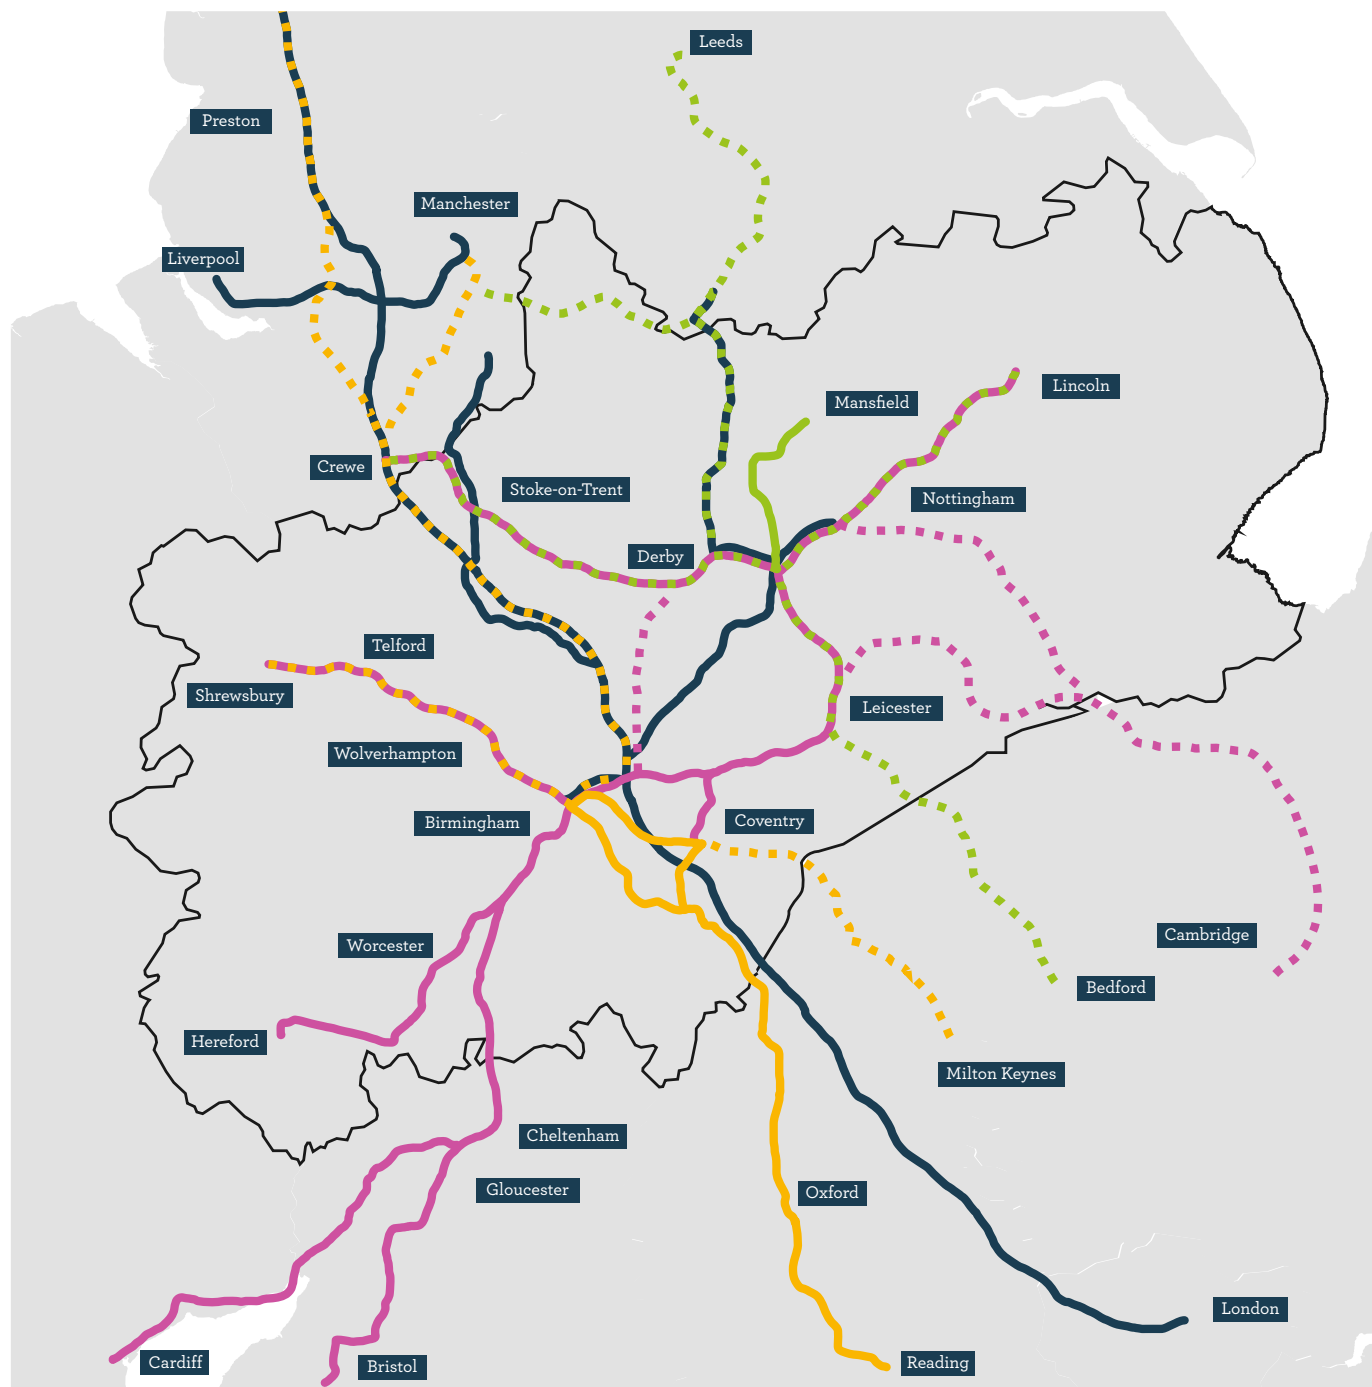 Leeds
Preston
Manchester
Liverpool
Lincoln
Mansfield
Crewe
Stoke-on-Trent
Nottingham
Derby
Telford
Shrewsbury
Leicester
Wolverhampton
Birmingham
Coventry
Cambridge
Worcester
Bedford
Hereford
Milton Keynes
Cheltenham
Gloucester
Oxford
London
Cardiff
Bristol
Reading